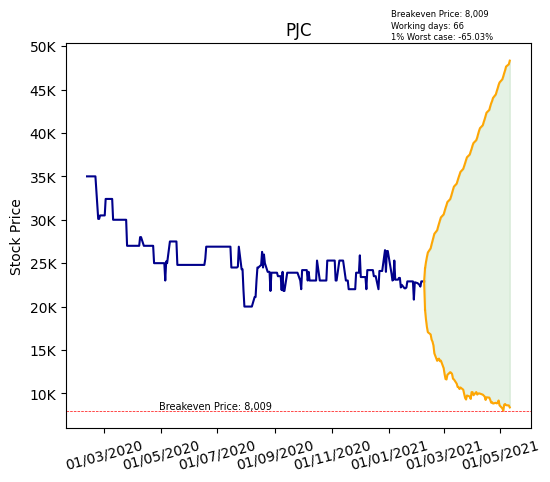 Breakeven Price: 8,009
Working days: 66
1% Worst case: -65.03%
PJC
Stock Price
50K
45K
40K
35K
30K
25K
20K
15K
10K
Breakeven Price: 8,009
01/03/2020 01/05/2020 01/07/2020 01/09/2020 01/11/2020 01/01/2021 01/03/2021 01/05/2021